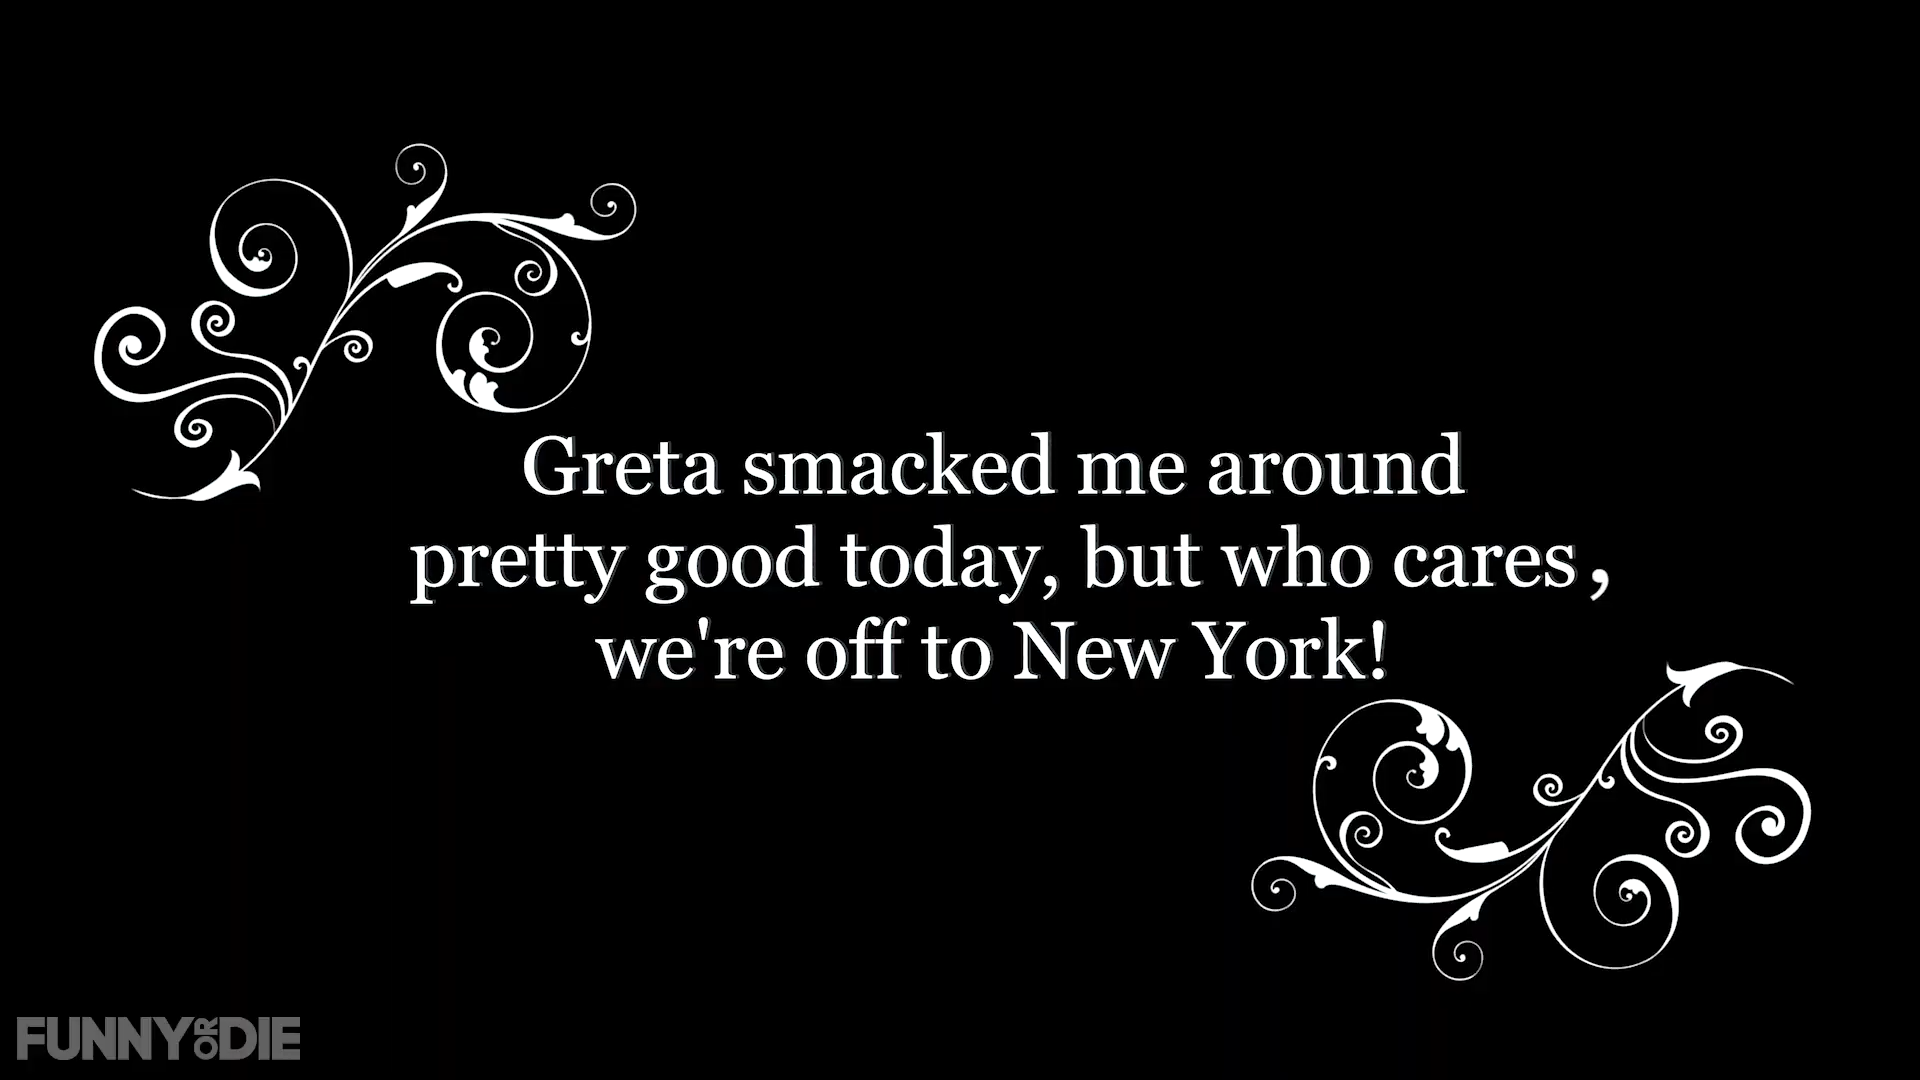 Greta smacked me around
pretty good today, but who cares,
we're off to New York!
FUNNY OR DIE